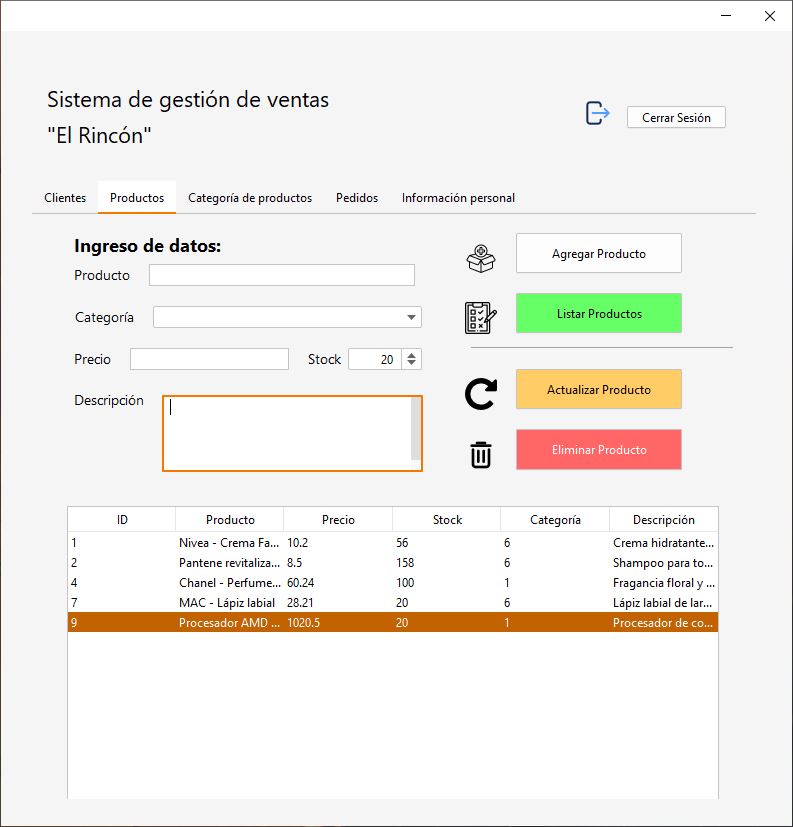 Sistema de gestión de ventas
"El Rincón"
Cerrar Sesión
Clientes Productos Categoría de productos Pedidos Información personal
Ingreso de datos:
Producto
Categoría
Precio Stock 20
Descripción
Agregar Producto
Listar Productos
Actualizar Producto
Eliminar Producto
ID Producto Precio Stock Categoría Descripción
1 Nivea - Crema Fa... 10.2 56 6 Crema hidratante...
2 Pantene revitaliza... 8.5 158 6 Shampoo para to...
4 Chanel - Perfume... 60.24 100 1 Fragancia floral y ...
7 MAC - Lápiz labial 28.21 20 6 Lápiz labial de lar...
9 Procesador AMD ... 1020.5 20 1 Procesador de co...